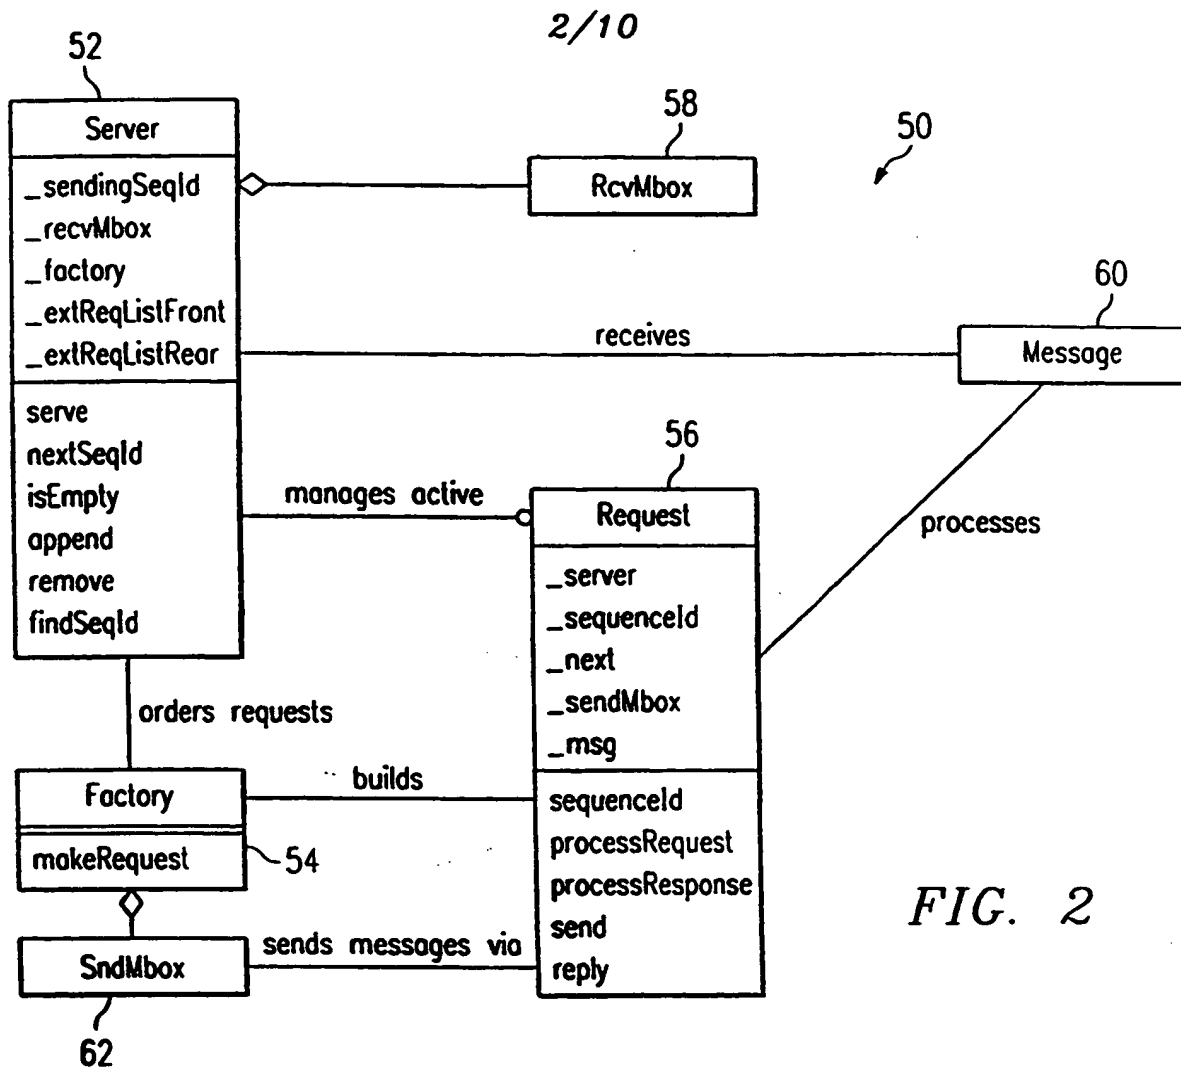 2/10
52
Server
_sendingSeqId
_recvMbox
_factory
_extReqListFront
_extReqListRear
serve
nextSeqId
isEmpty
append
remove
findSeqId
58
RcvMbox
50
receives
60
Message
manages active
56
Request
_server
_sequenceId
_next
_sendMbox
_msg
sequenceId
processRequest
processResponse
send
reply
processes
orders requests
Factory
makeRequest
54
builds
SndMbox
62
sends messages via
FIG. 2